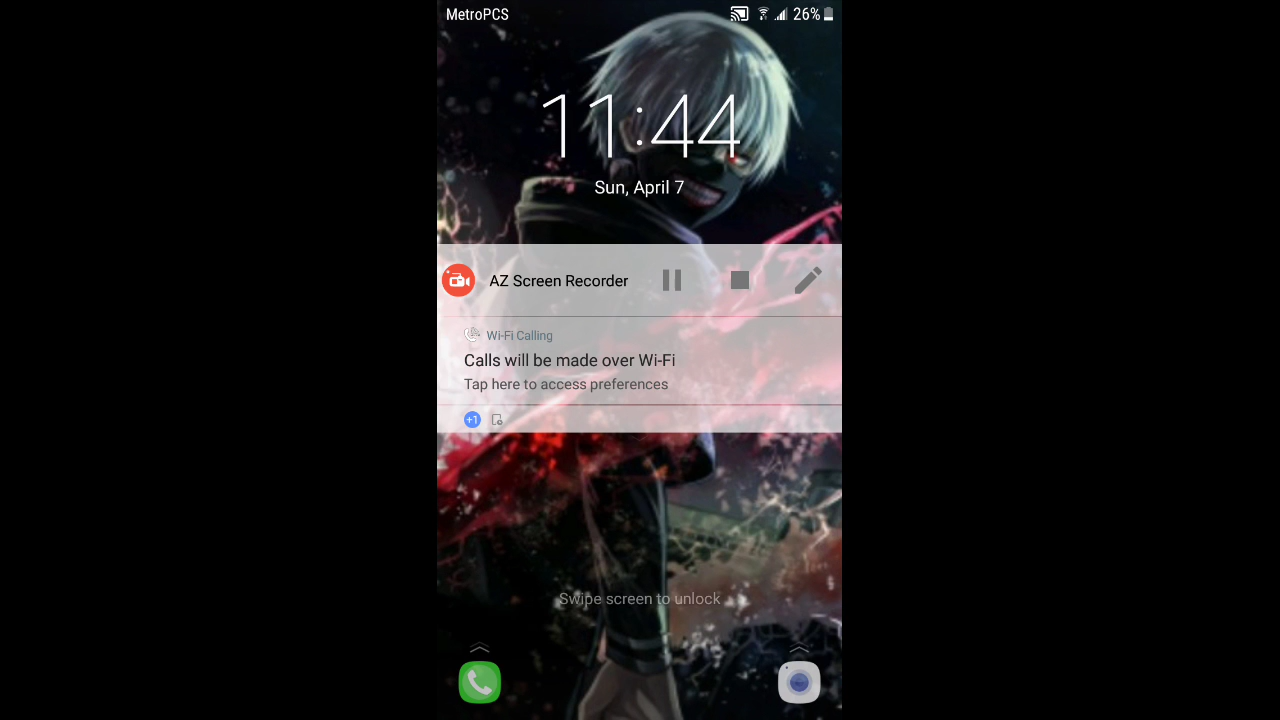 MetroPCS
26%
11:44
Sun, April 7
AZ Screen Recorder
Wi-Fi Calling
Calls will be made over Wi-Fi
Tap here to access preferences
+1
Swipe screen to unlock